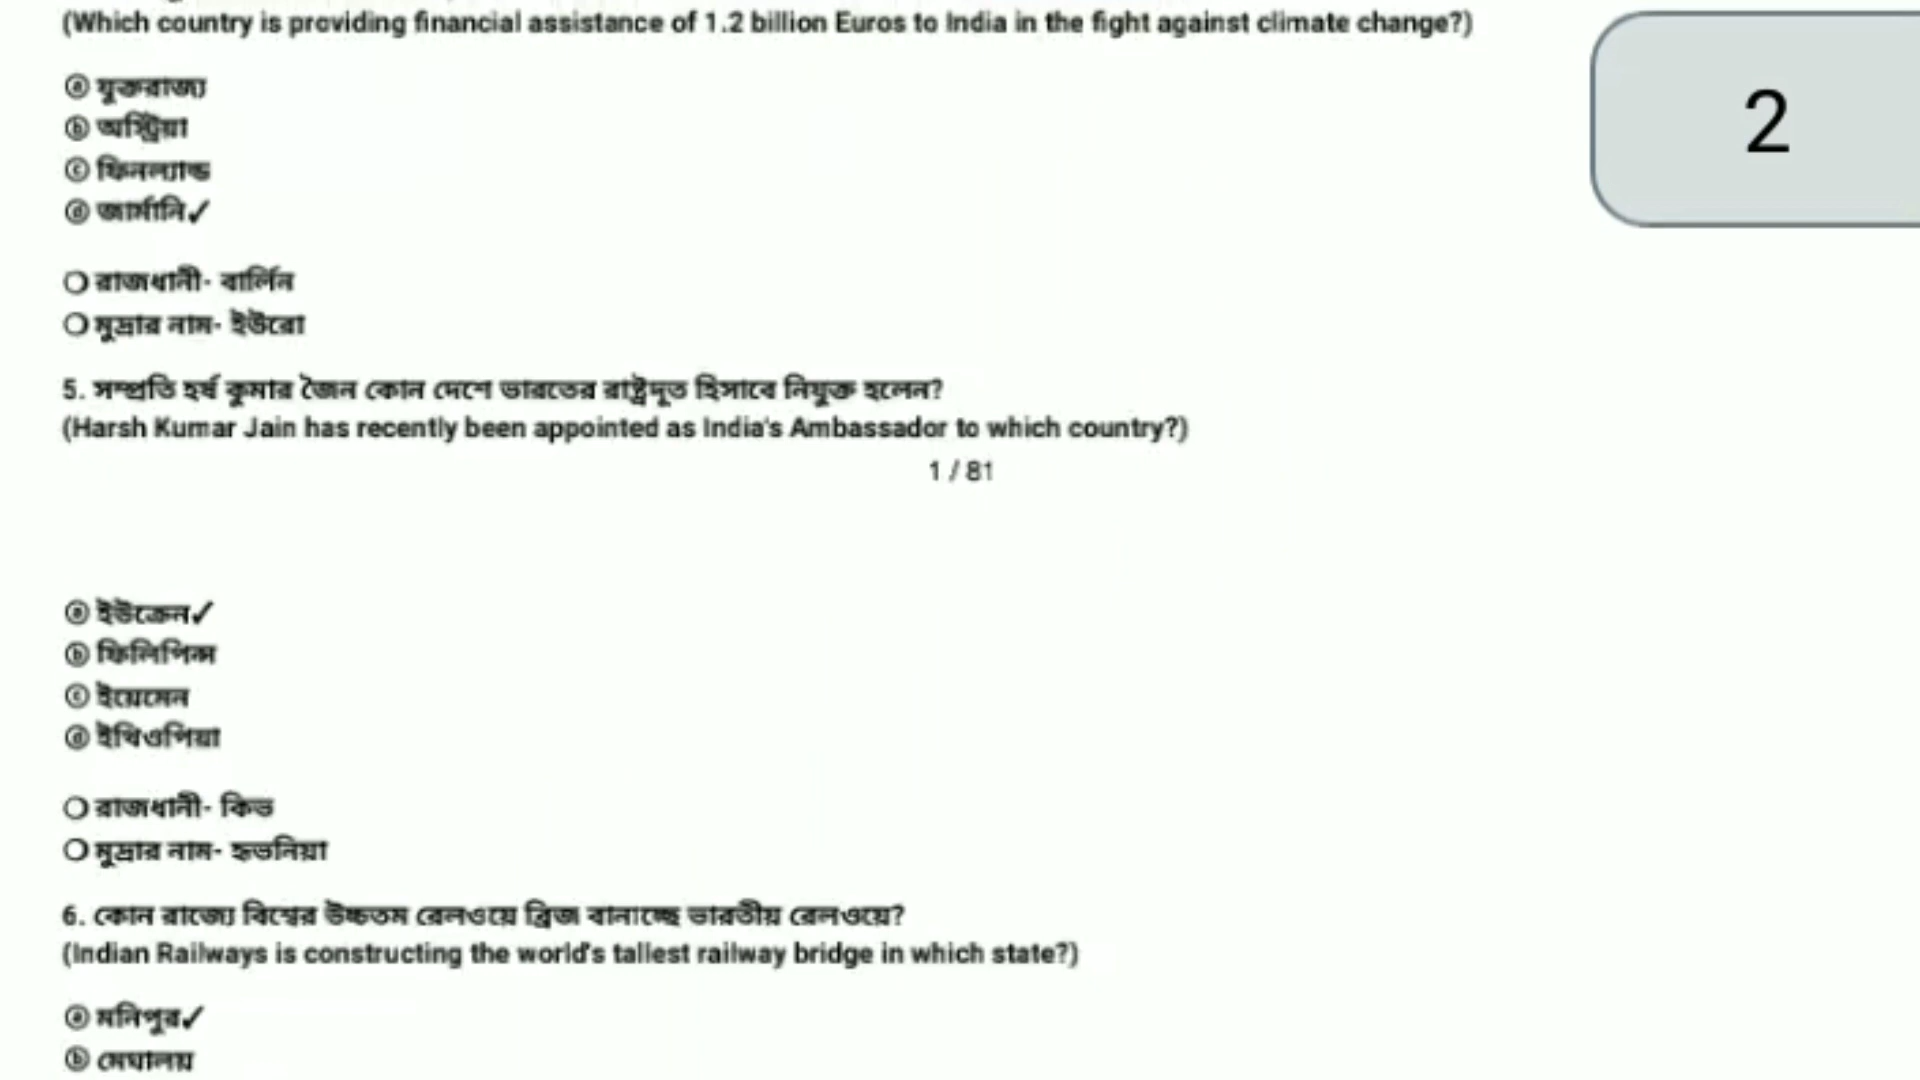 (Which country is providing financial assistance of 1.2 billion Euros to India in the fight against climate change?)
2
ⓐ যুক্তরাজ্য
ⓑ অস্ট্রিয়া
ⓒ ফিনল্যান্ড
ⓓ জার্মানি✓
〇 রাজধানী- বার্লিন
〇 মুদ্রার নাম- ইউরো
5. সম্প্রতি হর্ষ কুমার জৈন কোন দেশে ভারতের রাষ্ট্রদূত হিসাবে নিযুক্ত হলেন?
(Harsh Kumar Jain has recently been appointed as India's Ambassador to which country?)
1 / 81
ⓐ ইউক্রেন✓
ⓑ ফিলিপিন্স
ⓒ ইয়েমেন
ⓓ ইথিওপিয়া
〇 রাজধানী- কিভ
〇 মুদ্রার নাম- হৃভনিয়া
6. কোন রাজ্যে বিশ্বের উচ্চতম রেলওয়ে ব্রিজ বানাচ্ছে ভারতীয় রেলওয়ে?
(Indian Railways is constructing the world's tallest railway bridge in which state?)
ⓐ মনিপুর✓
ⓑ মেঘালয়